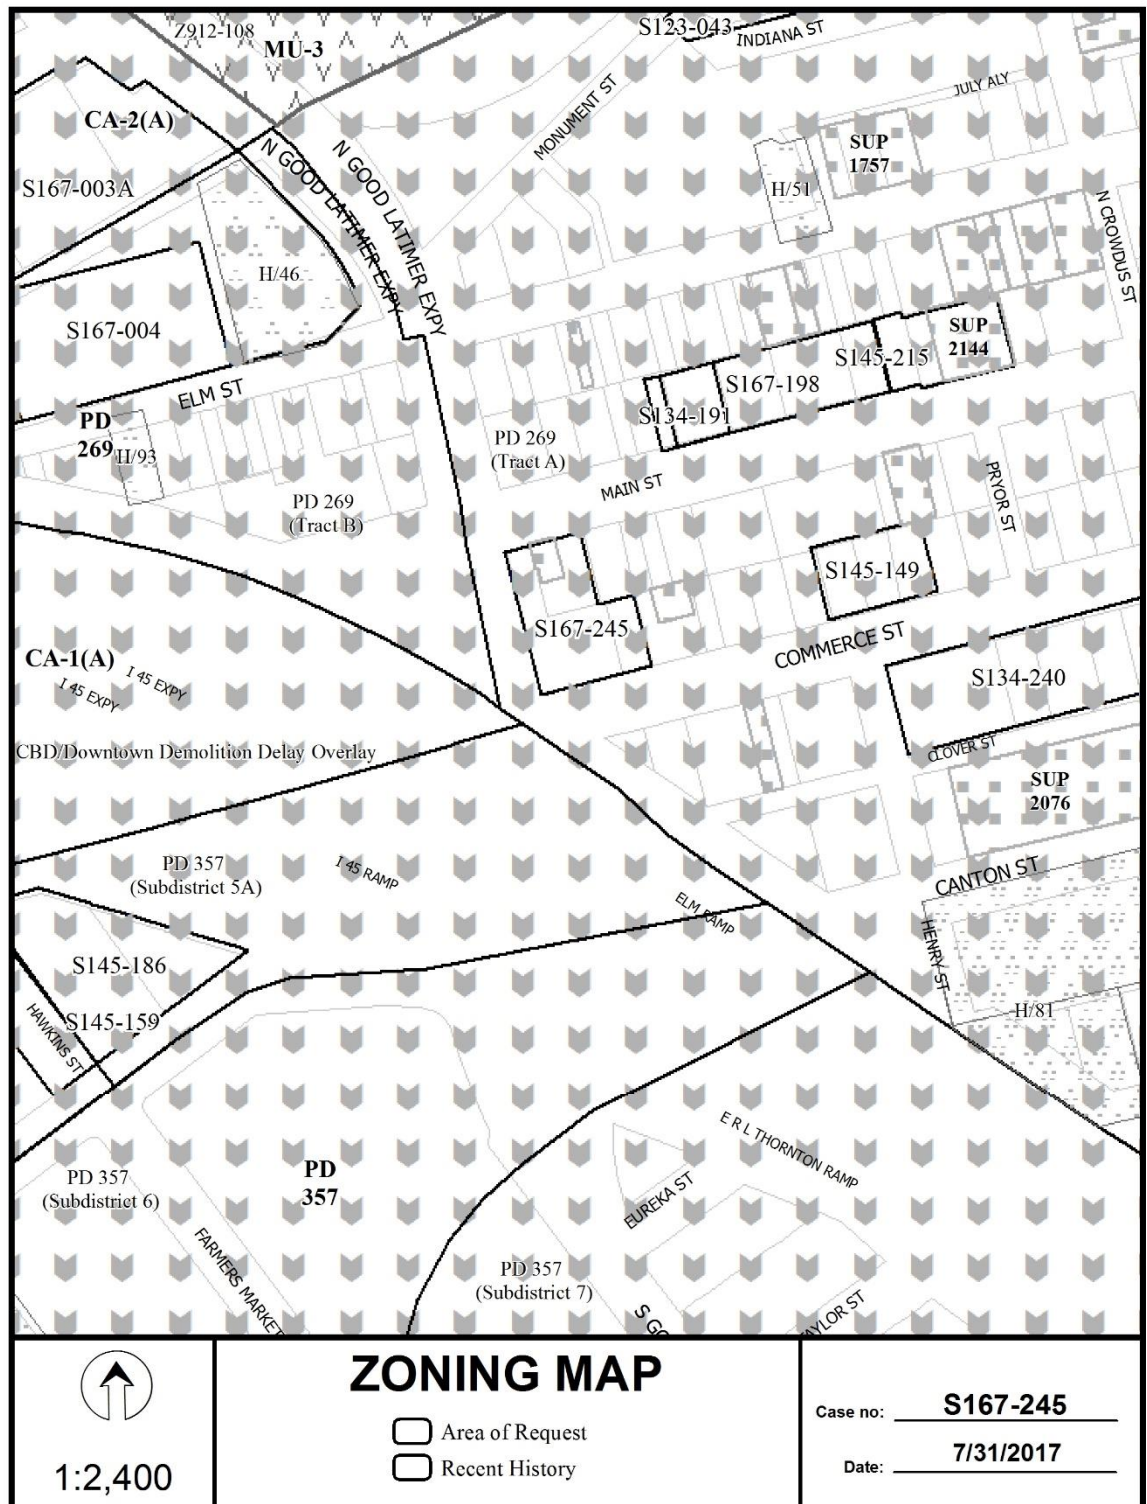 Z912-108
MU-3
S123-043
INDIANA ST
JULY ALY
CA-2(A)
MONUMENT ST
SUP
1757
N GOOD LATIMER EXPY
N GOOD LATIMER EXPY
S167-003A
H/51
N CROWDUS ST
H/46
S167-004
SUP
2144
S145-215
S167-198
ELM ST
S134-191
PD
269
H/93
PD 269
(Tract A)
MAIN ST
PRYOR ST
PD 269
(Tract B)
S145-149
S167-245
COMMERCE ST
CA-1(A)
I 45 EXPY
I 45 EXPY
S134-240
CBD/Downtown Demolition Delay Overlay
CLOVER ST
SUP
2076
PD 357
(Subdistrict 5A)
I 45 RAMP
CANTON ST
ELM RAMP
HENRY ST
S145-186
S145-159
HAWKINS ST
H/81
E R L THORNTON RAMP
PD 357
(Subdistrict 6)
PD
357
EUREKA ST
FARMERS MARKET
PD 357
(Subdistrict 7)
S GO
TAYLOR ST
1:2,400
ZONING MAP
Area of Request
Recent History
Case no: S167-245
Date: 7/31/2017